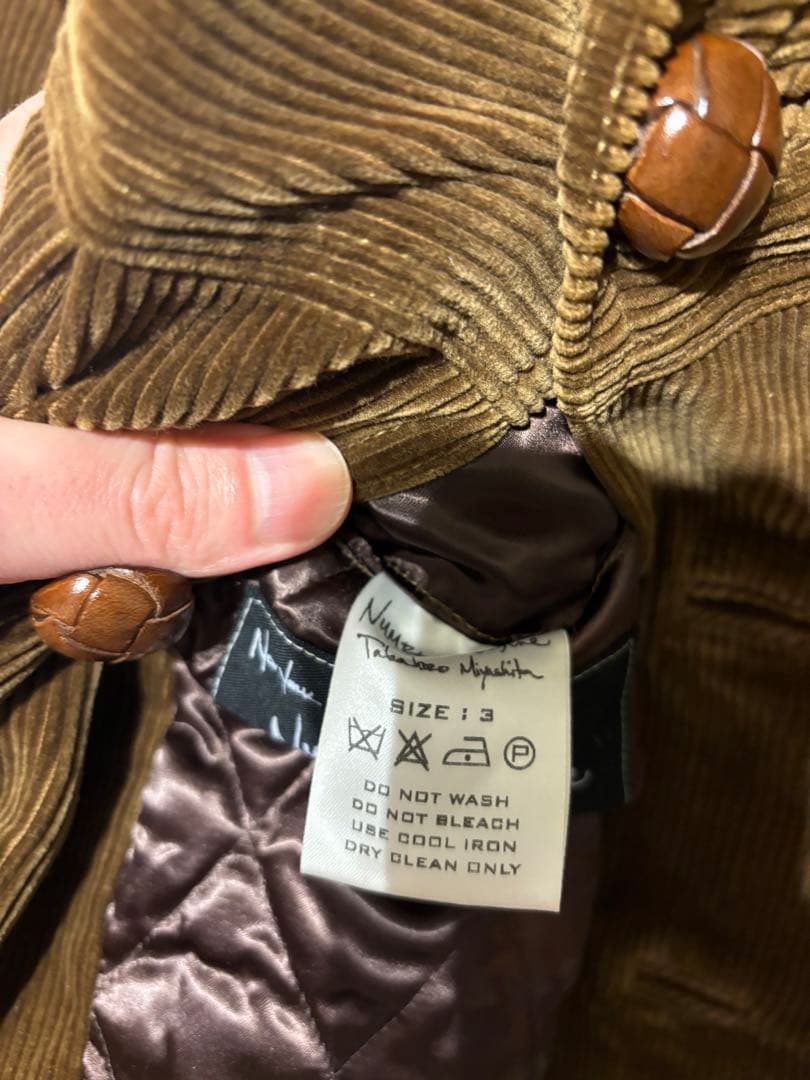 Takahiro Miyashita
SIZE : 3
P
DO NOT WASH
DO NOT BLEACH
USE COOL IRON
DRY CLEAN ONLY